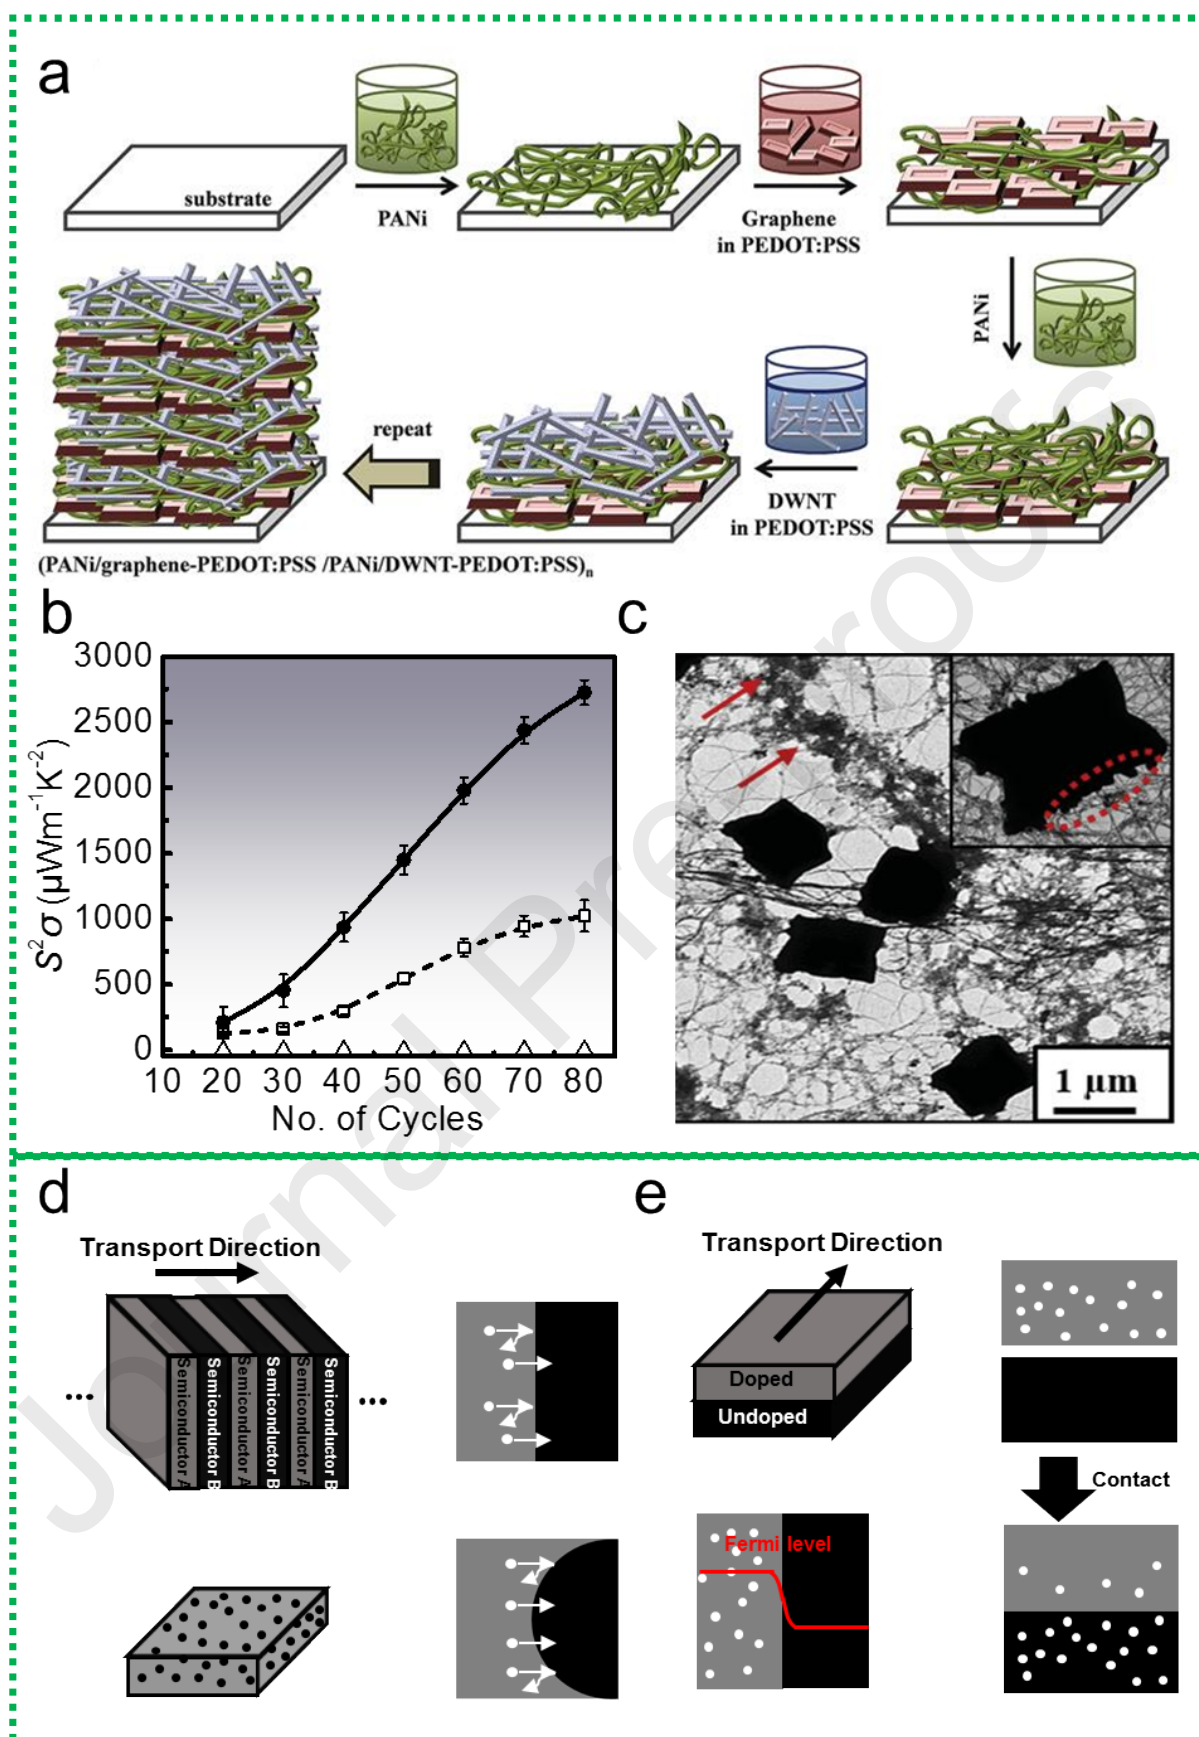 a
substrate
PANi
Graphene
in PEDOT:PSS
PANi
DWNT
in PEDOT:PSS
repeat
(PANi/graphene-PEDOT:PSS /PANi/DWNT-PEDOT:PSS)n
b
3000
2500
2000
1500
1000
500
0
S²σ (μWm⁻¹K⁻²)
10 20 30 40 50 60 70 80
No. of Cycles
c
1 μm
d
Transport Direction
...
Semiconductor A
Semiconductor B
Semiconductor A
Semiconductor B
Semiconductor A
Semiconductor B
...
e
Transport Direction
Doped
Undoped
Contact
Fermi level
Journal Pre-proofs